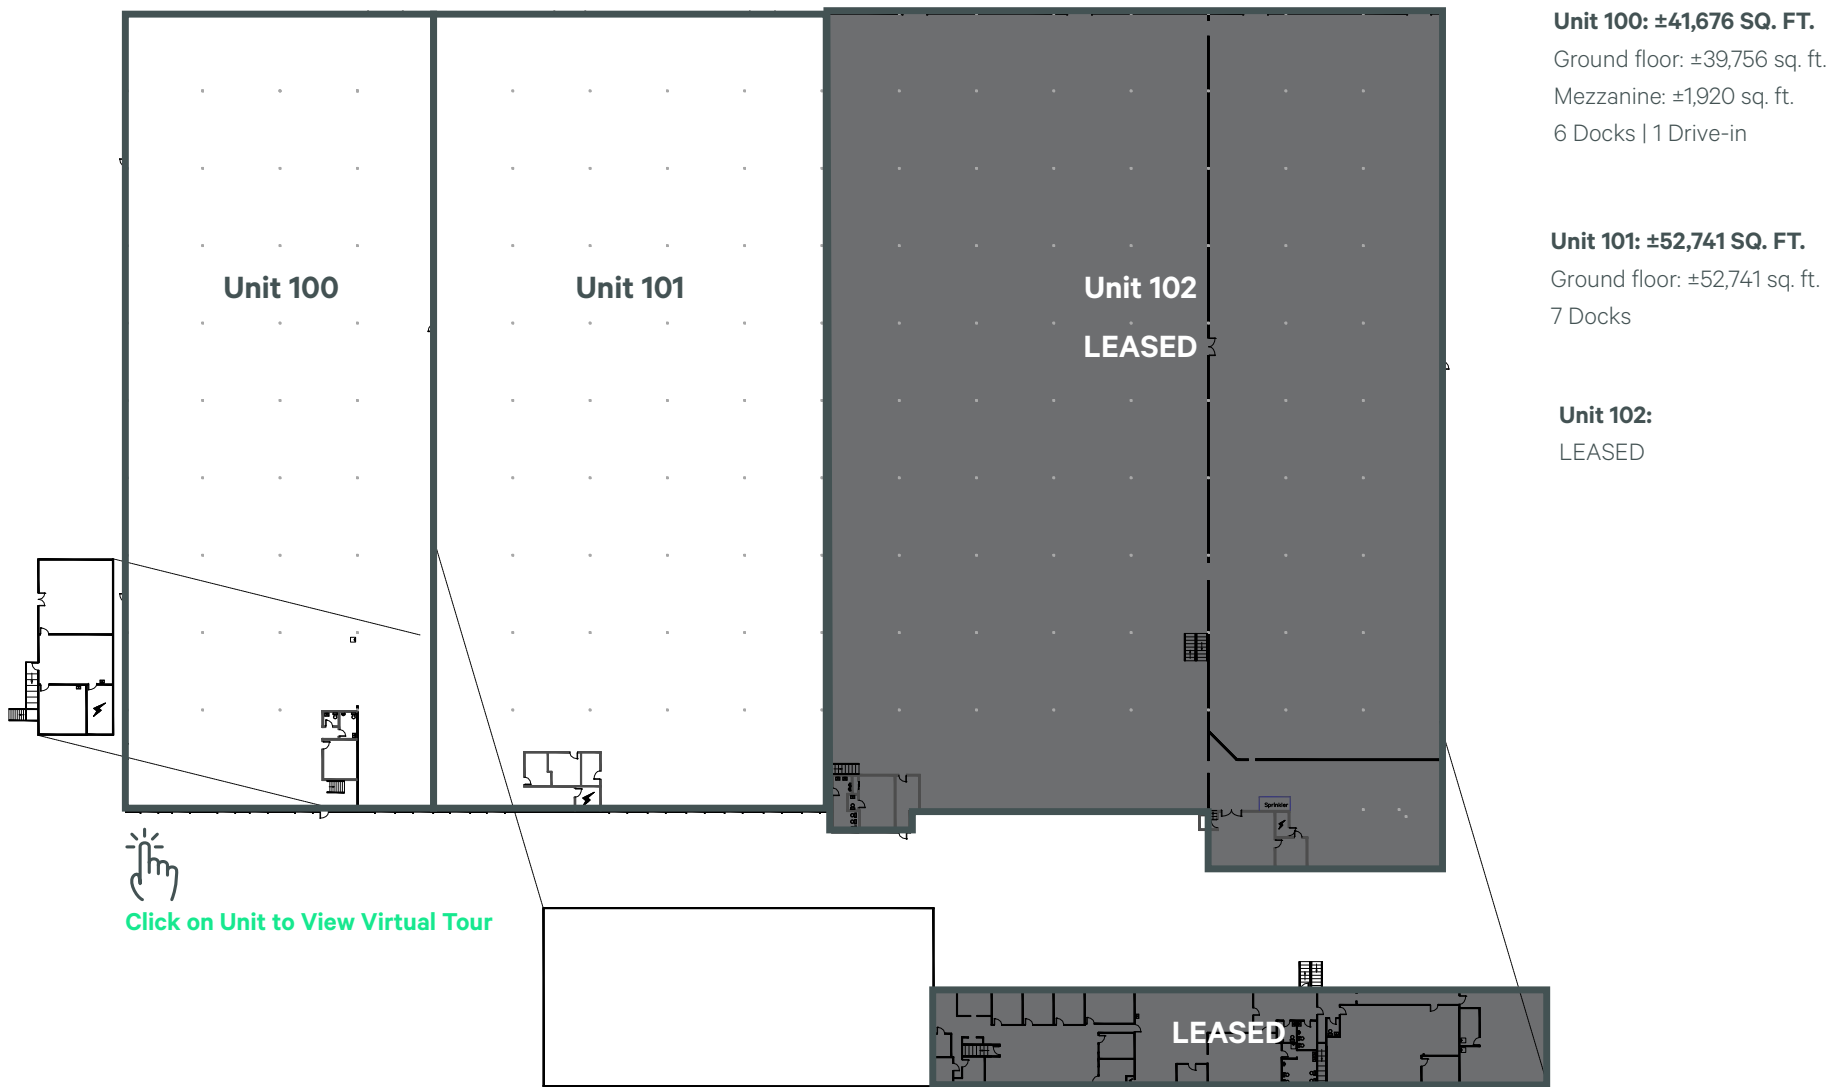 Unit 100: ±41,676 SQ. FT.
Ground floor: ±39,756 sq. ft.
Mezzanine: ±1,920 sq. ft.
6 Docks | 1 Drive-in
Unit 101: ±52,741 SQ. FT.
Ground floor: ±52,741 sq. ft.
7 Docks
Unit 102:
LEASED
Unit 100
Unit 101
Unit 102
LEASED
Sprinkler
Click on Unit to View Virtual Tour
LEASED